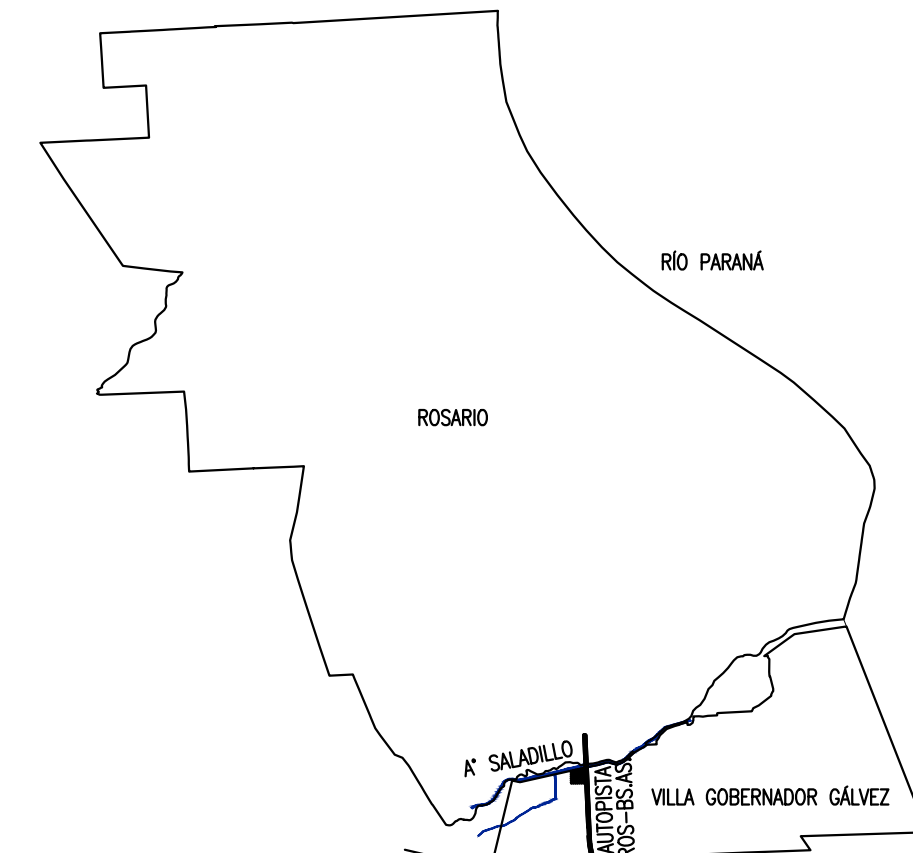 RÍO PARANÁ
ROSARIO
A° SALADILLO
AUTOPISTA
ROS-BS.AS.
VILLA GOBERNADOR GÁLVEZ